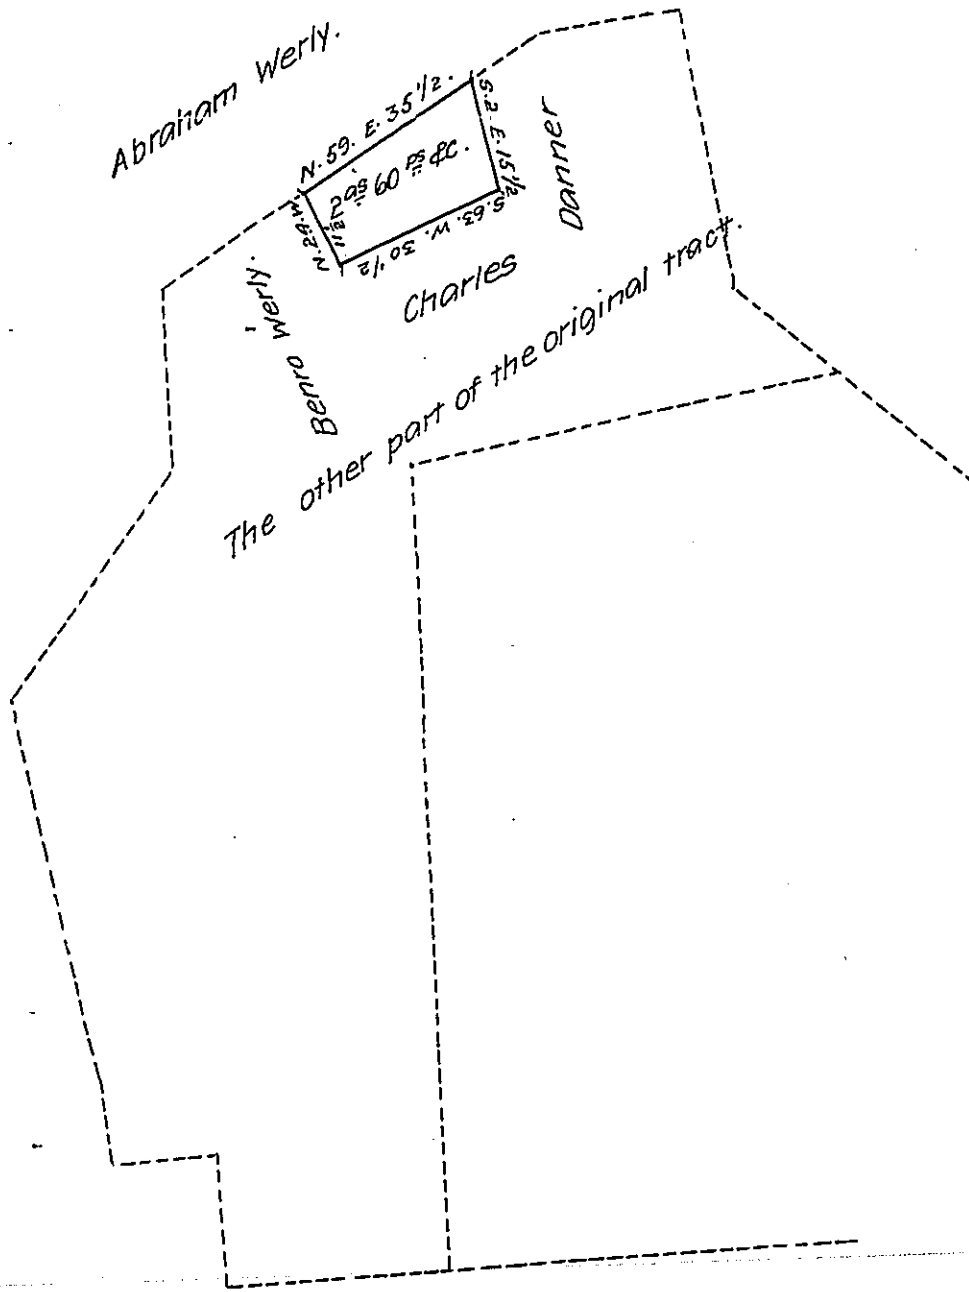 Abraham Werly.
N. 59. E. 35 1/2.
S. 2. E. 15 1/2
S. 63. W. 30 1/2
N. 29. W. 11 1/2
2 as. 60 ps &c.
Danner
Charles
Benro Werly.
The other part of the original tract.